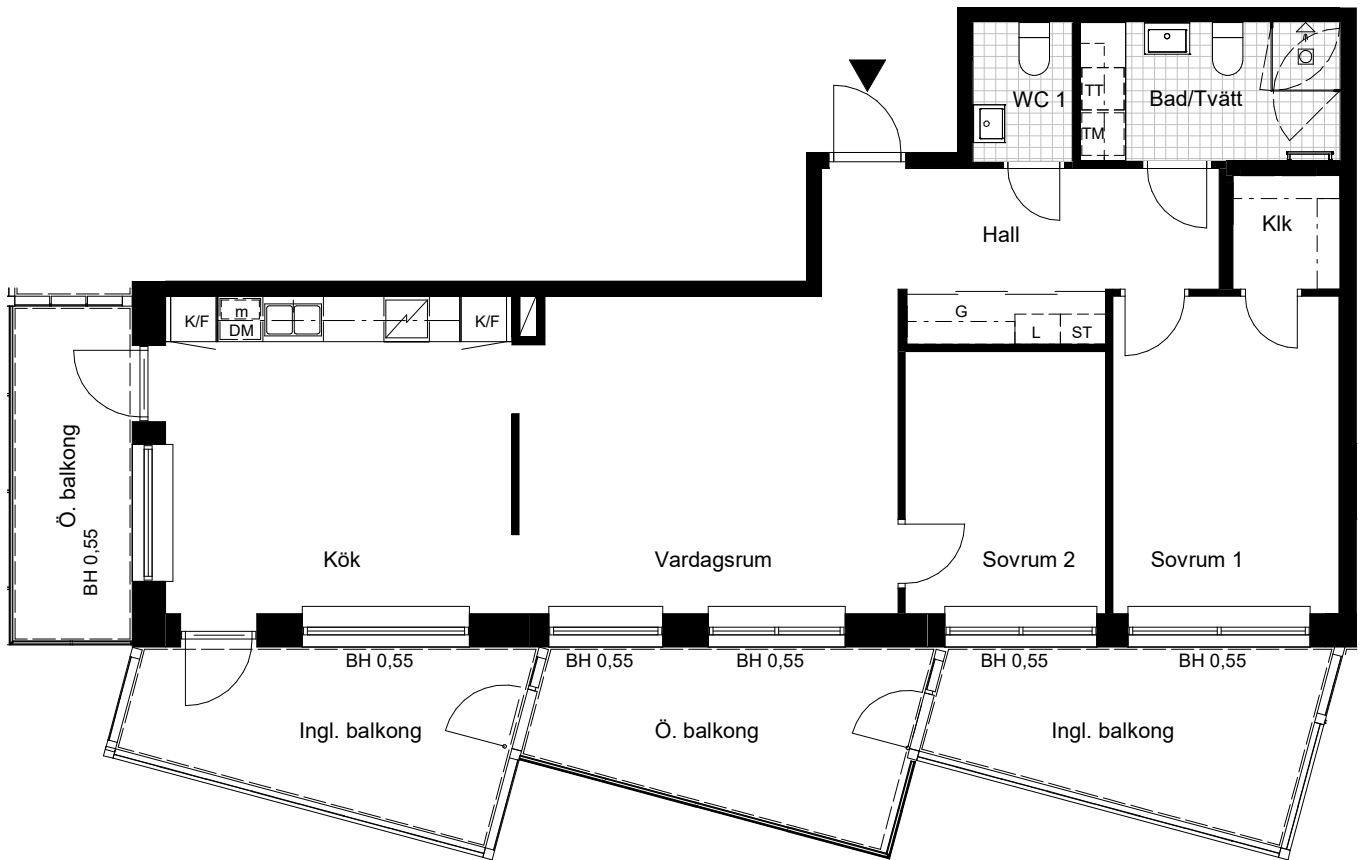 WC 1
Bad/Tvätt
TT
TM
Hall
Klk
K/F
m
DM
K/F
G
L
ST
Ö. balkong
BH 0,55
Kök
Vardagsrum
Sovrum 2
Sovrum 1
BH 0,55
BH 0,55
BH 0,55
BH 0,55
BH 0,55
Ingl. balkong
Ö. balkong
Ingl. balkong